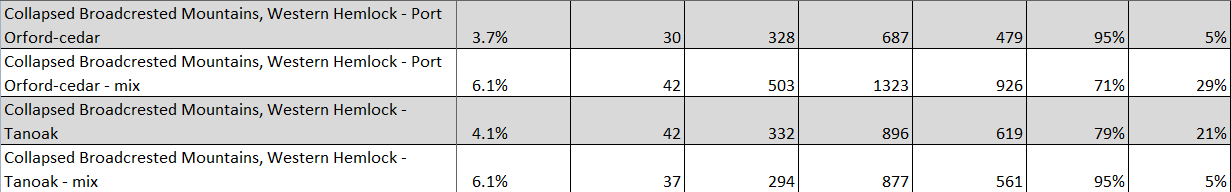 Collapsed Broadcrested Mountains, Western Hemlock - Port
Orford-cedar 3.7% 30 328 687 479 95% 5%
Collapsed Broadcrested Mountains, Western Hemlock - Port
Orford-cedar - mix 6.1% 42 503 1323 926 71% 29%
Collapsed Broadcrested Mountains, Western Hemlock -
Tanoak 4.1% 42 332 896 619 79% 21%
Collapsed Broadcrested Mountains, Western Hemlock -
Tanoak - mix 6.1% 37 294 877 561 95% 5%